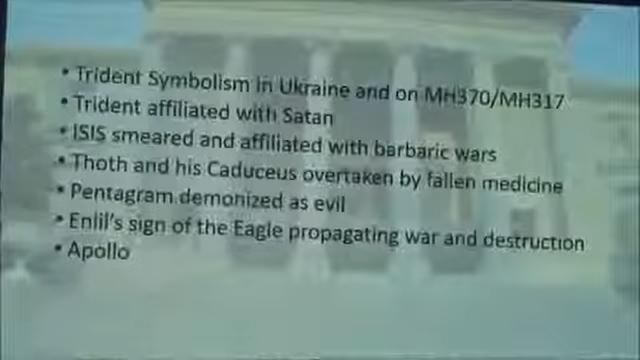 • Trident Symbolism in Ukraine and on MH370/MH317
• Trident affiliated with Satan
• ISIS smeared and affiliated with barbaric wars
• Thoth and his Caduceus overtaken by fallen medicine
• Pentagram demonized as evil
• Enlil's sign of the Eagle propagating war and destruction
• Apollo